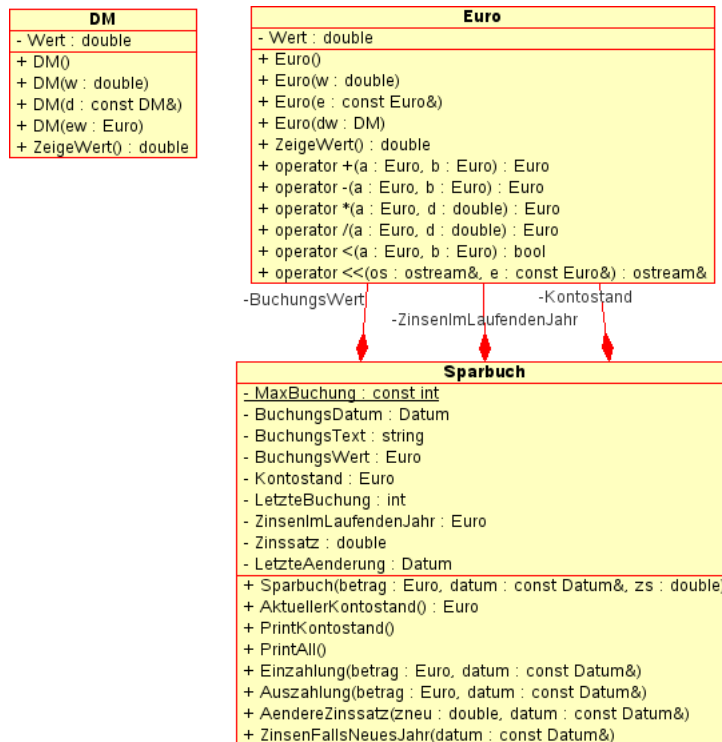 DM
- Wert : double
+ DM()
+ DM(w : double)
+ DM(d : const DM&)
+ DM(ew : Euro)
+ ZeigeWert() : double
Euro
- Wert : double
+ Euro()
+ Euro(w : double)
+ Euro(e : const Euro&)
+ Euro(dw : DM)
+ ZeigeWert() : double
+ operator +(a : Euro, b : Euro) : Euro
+ operator -(a : Euro, b : Euro) : Euro
+ operator *(a : Euro, d : double) : Euro
+ operator /(a : Euro, d : double) : Euro
+ operator <(a : Euro, b : Euro) : bool
+ operator <<(os : ostream&, e : const Euro&) : ostream&
-BuchungsWert
-Kontostand
-ZinsenImLaufendenJahr
Sparbuch
- MaxBuchung : const int
- BuchungsDatum : Datum
- BuchungsText : string
- BuchungsWert : Euro
- Kontostand : Euro
- LetzteBuchung : int
- ZinsenImLaufendenJahr : Euro
- Zinssatz : double
- LetzteAenderung : Datum
+ Sparbuch(betrag : Euro, datum : const Datum&, zs : double)
+ AktuellerKontostand() : Euro
+ PrintKontostand()
+ PrintAll()
+ Einzahlung(betrag : Euro, datum : const Datum&)
+ Auszahlung(betrag : Euro, datum : const Datum&)
+ AendereZinssatz(zneu : double, datum : const Datum&)
+ ZinsenFallsNeuesJahr(datum : const Datum&)